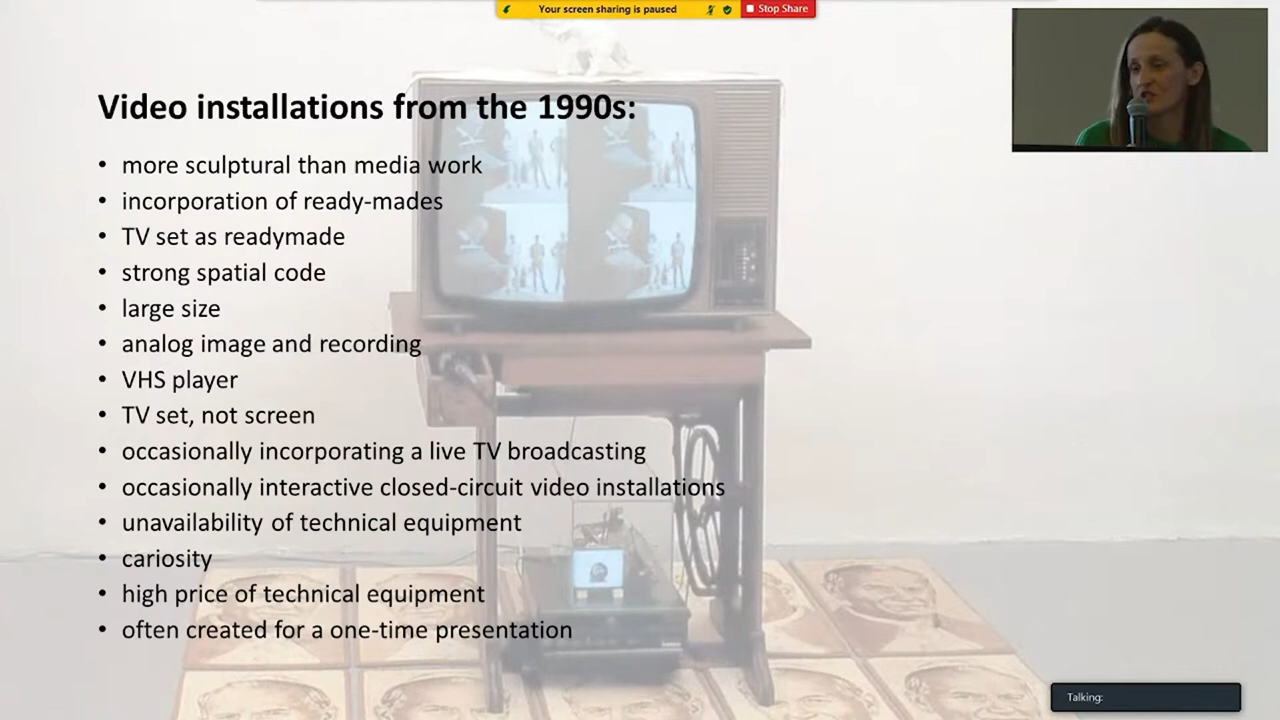 Your screen sharing is paused
Stop Share
Video installations from the 1990s:
• more sculptural than media work
• incorporation of ready-mades
• TV set as readymade
• strong spatial code
• large size
• analog image and recording
• VHS player
• TV set, not screen
• occasionally incorporating a live TV broadcasting
• occasionally interactive closed-circuit video installations
• unavailability of technical equipment
• cariosity
• high price of technical equipment
• often created for a one-time presentation
Talking: